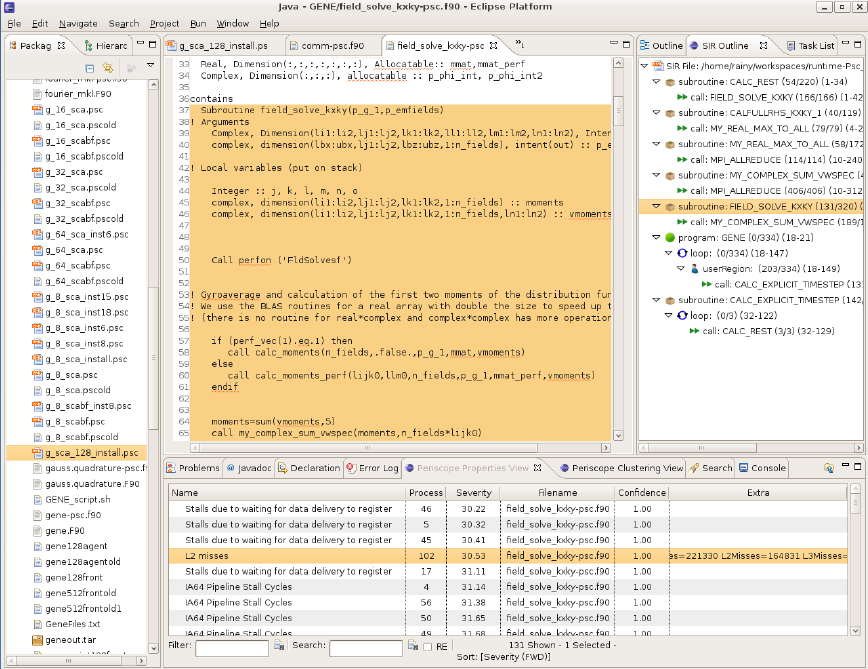 Java - GENE/field_solve_kxky-psc.f90 - Eclipse Platform
File Edit Navigate Search Project Run Window Help
Packag Hierarc
fourier_mkl.F90
g_16_sca.psc
g_16_sca.pscold
g_16_scabf.psc
g_16_scabf.pscold
g_32_sca.psc
g_32_sca.pscold
g_32_scabf.psc
g_32_scabf.pscold
g_64_sca_inst6.psc
g_64_sca.psc
g_64_scabf.psc
g_64_scabf.pscold
g_8_sca_inst15.psc
g_8_sca_inst18.psc
g_8_sca_inst6.psc
g_8_sca_inst8.psc
g_8_sca_install.psc
g_8_sca.psc
g_8_sca.pscold
g_8_scabf_inst8.psc
g_8_scabf.psc
g_8_scabf.pscold
g_sca_128_install.psc
gauss.quadrature-psc.f
gauss.quadrature.F90
GENE_script.sh
gene-psc.f90
gene.F90
gene128agent
gene128agentold
gene128front
gene512frontold
gene512frontold1
GeneFiles.txt
geneout.tar
g_sca_128_install.ps comm-psc.f90 field_solve_kxky-psc
33 Real, Dimension(:,:,:,:,:,:), Allocatable:: mmat,mmat_perf
34 Complex, Dimension(:,:,:), allocatable :: p_phi_int, p_phi_int2
35
36 contains
37 Subroutine field_solve_kxky(p_g_1,p_emfields)
38 ! Arguments
39 Complex, Dimension(li1:li2,lj1:lj2,lk1:lk2,ll1:ll2,lm1:lm2,ln1:ln2), Inten
40 complex, dimension(lbx:ubx,lj1:lj2,lbz:ubz,1:n_fields), intent(out) :: p_e
41
42 ! Local variables (put on stack)
43
44 Integer :: j, k, l, m, n, o
45 complex, dimension(li1:li2,lj1:lj2,lk1:lk2,1:n_fields) :: moments
46 complex, dimension(li1:li2,lj1:lj2,lk1:lk2,1:n_fields,ln1:ln2) :: vmoments
47
48
49
50 Call perfon ('FldSolvesf')
51
52
53 ! Gyroaverage and calculation of the first two moments of the distribution fun
54 ! We use the BLAS routines for a real array with double the size to speed up t
55 ! (there is no routine for real*complex and complex*complex has more operation
56
57 if (perf_vec(1).eq.1) then
58 call calc_moments(n_fields,.false.,p_g_1,mmat,vmoments)
59 else
60 call calc_moments_perf(lijk0,llm0,n_fields,p_g_1,mmat_perf,vmoments)
61 endif
62
63
64 moments=sum(vmoments,5)
65 call my_complex_sum_vwspec(moments,n_fields*lijk0)
Outline SIR Outline Task List
SIR File: /home/rainy/workspaces/runtime-Psc_
subroutine: CALC_REST (54/220) (1-34)
call: FIELD_SOLVE_KXKY (166/166) (1-42
subroutine: CALFULLRHS_KXKY_1 (40/119)
call: MY_REAL_MAX_TO_ALL (79/79) (4-2
subroutine: MY_REAL_MAX_TO_ALL (58/172
call: MPI_ALLREDUCE (114/114) (10-240
subroutine: MY_COMPLEX_SUM_VWSPEC (4
call: MPI_ALLREDUCE (406/406) (10-312
subroutine: FIELD_SOLVE_KXKY (131/320) (
call: MY_COMPLEX_SUM_VWSPEC (189/1
program: GENE (0/334) (18-21)
loop: (0/334) (18-147)
userRegion: (203/334) (18-149)
call: CALC_EXPLICIT_TIMESTEP (13
subroutine: CALC_EXPLICIT_TIMESTEP (142,
loop: (0/3) (32-122)
call: CALC_REST (3/3) (32-129)
Problems Javadoc Declaration Error Log Periscope Properties View Periscope Clustering View Search Console
Name Process Severity Filename Confidence Extra
Stalls due to waiting for data delivery to register 46 30.22 field_solve_kxky-psc.f90 1.00
Stalls due to waiting for data delivery to register 5 30.32 field_solve_kxky-psc.f90 1.00
Stalls due to waiting for data delivery to register 45 30.41 field_solve_kxky-psc.f90 1.00
L2 misses 102 30.53 field_solve_kxky-psc.f90 1.00 es=221330 L2Misses=164831 L3Misses=
Stalls due to waiting for data delivery to register 17 31.11 field_solve_kxky-psc.f90 1.00
IA64 Pipeline Stall Cycles 4 31.14 field_solve_kxky-psc.f90 1.00
IA64 Pipeline Stall Cycles 56 31.38 field_solve_kxky-psc.f90 1.00
IA64 Pipeline Stall Cycles 50 31.65 field_solve_kxky-psc.f90 1.00
IA64 Pipeline Stall Cycles 49 31.68 field_solve_kxky-psc.f90 1.00
Filter: Search: RE 131 Shown - 1 Selected -
Sort: [Severity (FWD)]